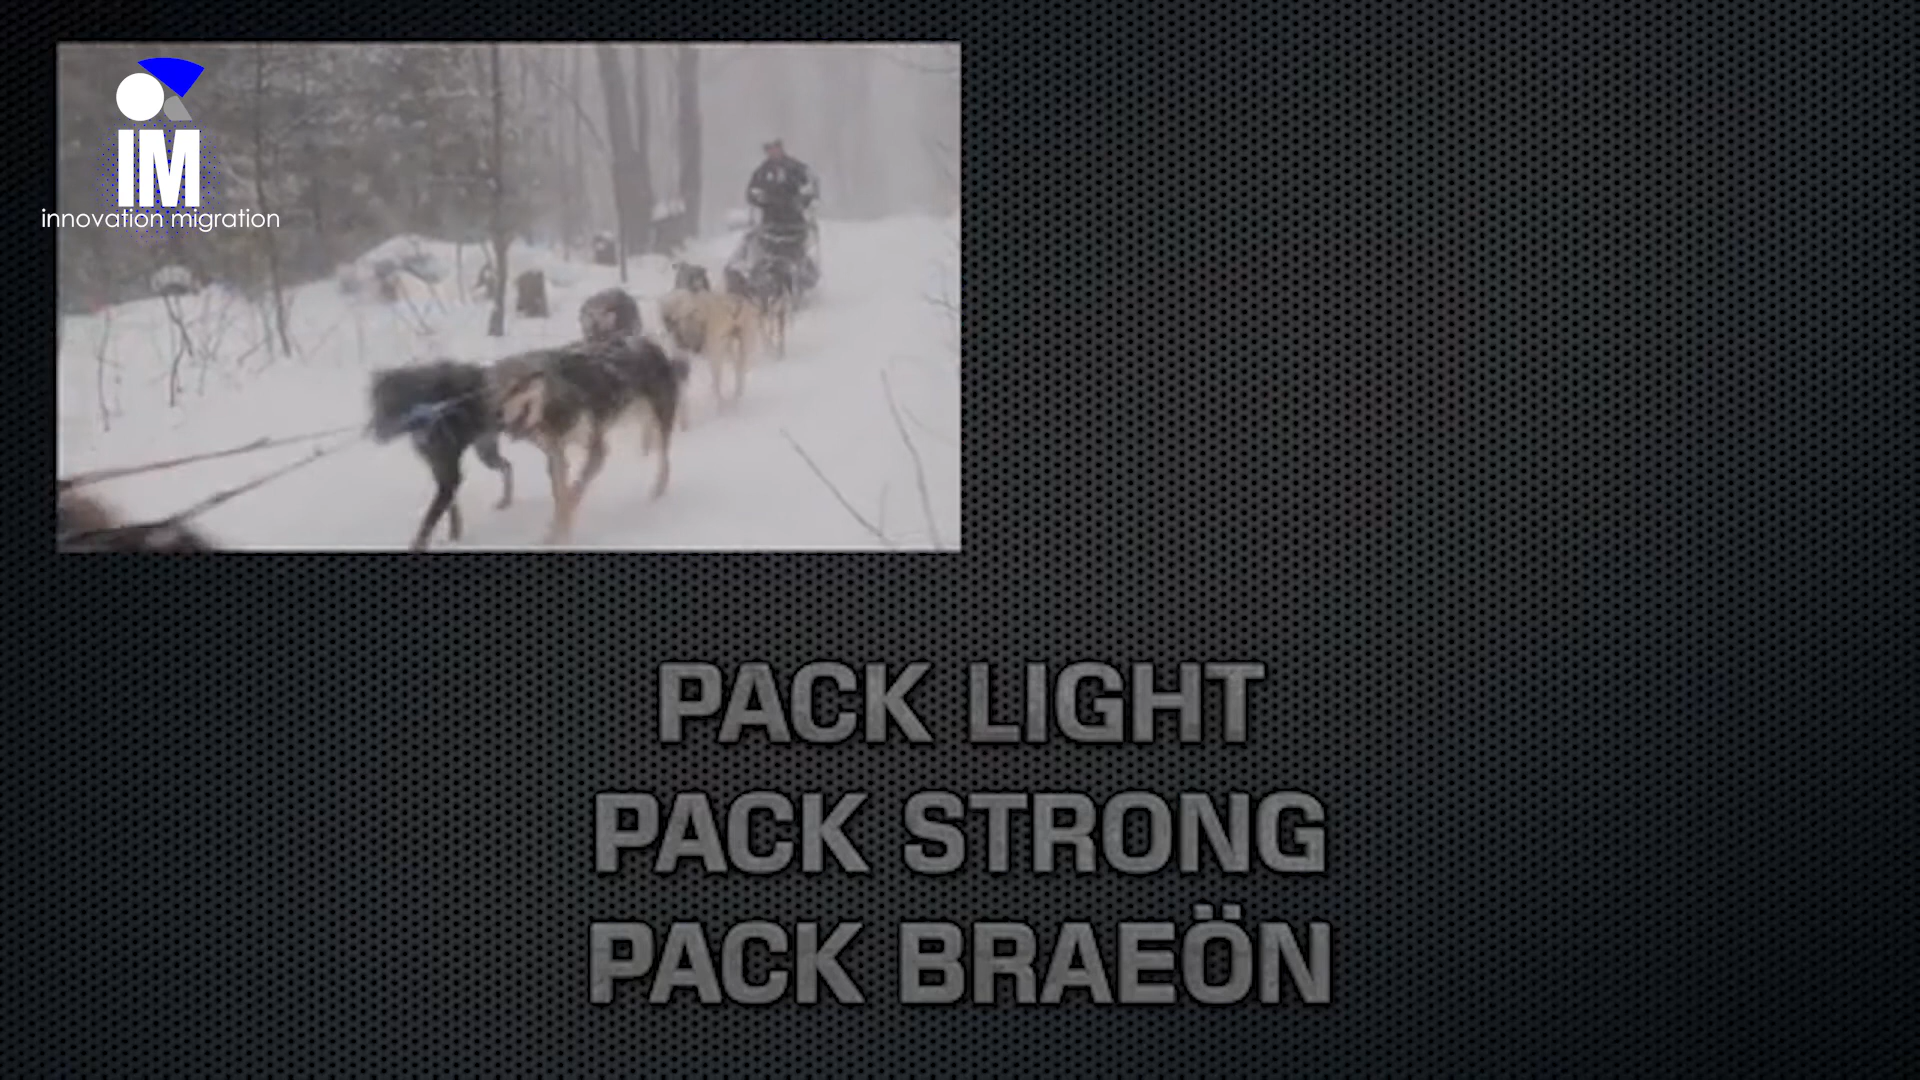 IM
innovation migration
PACK LIGHT
PACK STRONG
PACK BRAEÖN